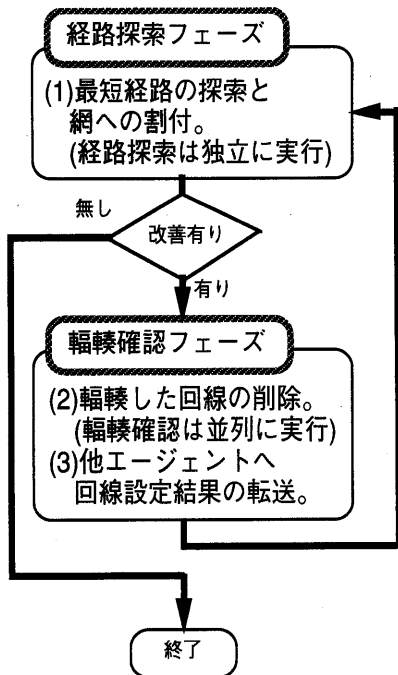 経路探索フェーズ
(1)最短経路の探索と
網への割付。
(経路探索は独立に実行)
無し
改善有り
有り
輻輳確認フェーズ
(2)輻輳した回線の削除。
(輻輳確認は並列に実行)
(3)他エージェントへ
回線設定結果の転送。
終了